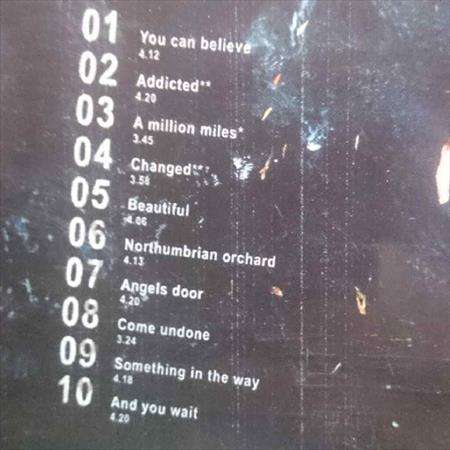 01 You can believe
4.12
02 Addicted**
4.20
03 A million miles*
3.45
04 Changed***
3.58
05 Beautiful
4.06
06 Northumbrian orchard
4.13
07 Angels door
4.20
08 Come undone
3.24
09 Something in the way
4.18
10 And you wait
4.20